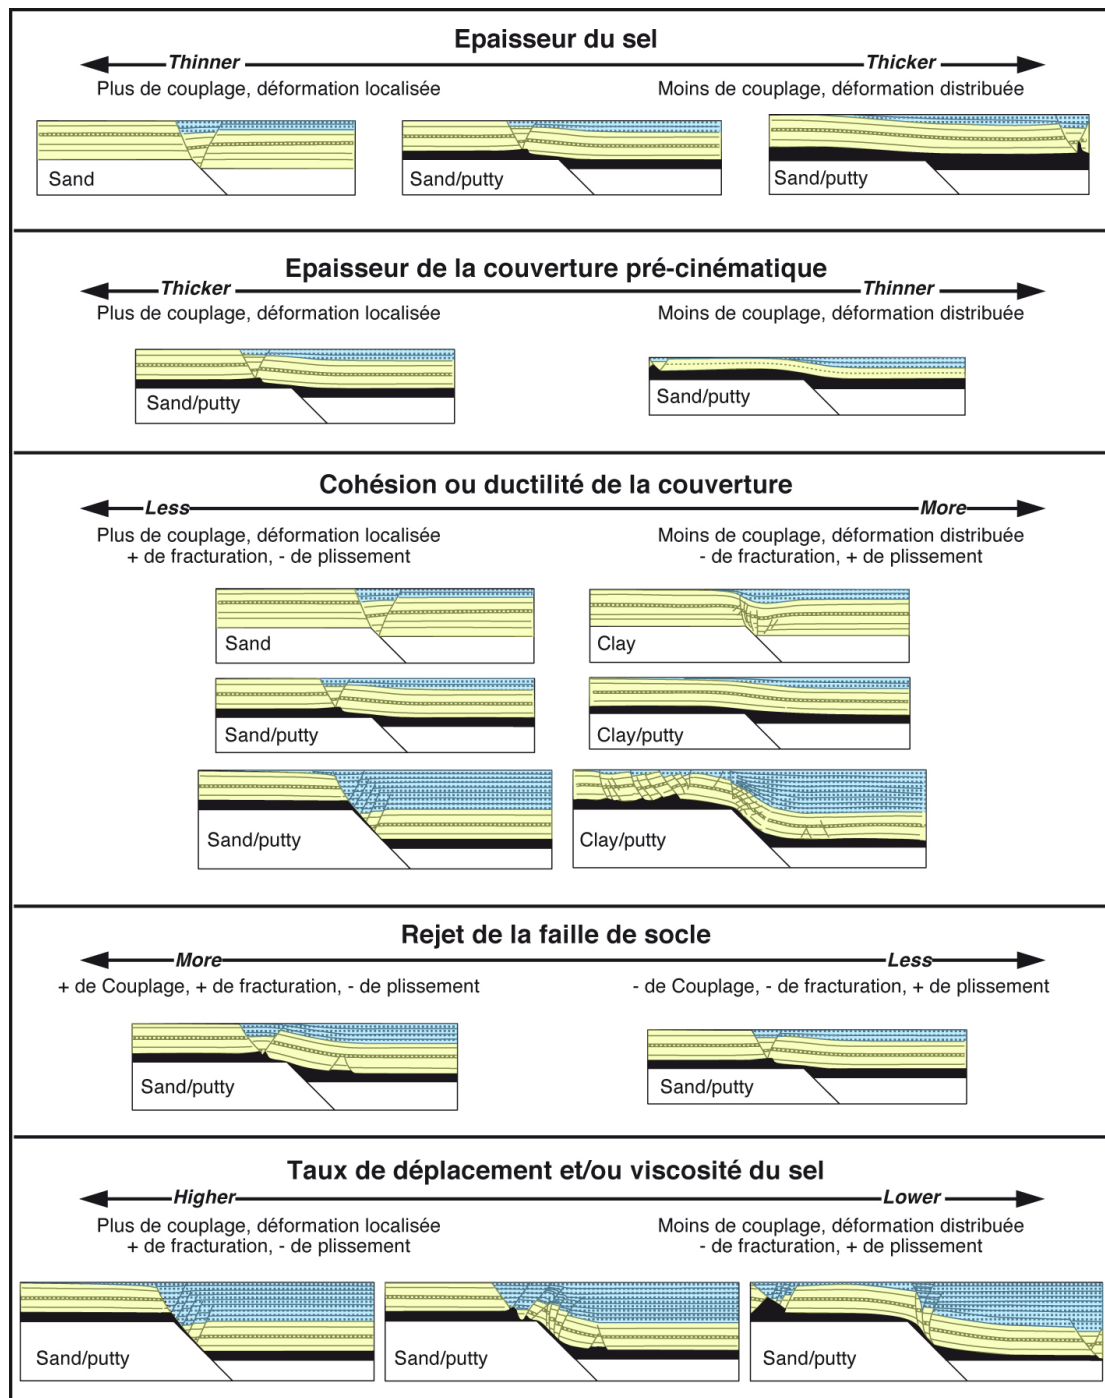 Epaisseur du sel
Thinner Thicker
Plus de couplage, déformation localisée Moins de couplage, déformation distribuée
Sand Sand/putty Sand/putty
Epaisseur de la couverture pré-cinématique
Thicker Thinner
Plus de couplage, déformation localisée Moins de couplage, déformation distribuée
Sand/putty Sand/putty
Cohésion ou ductilité de la couverture
Less More
Plus de couplage, déformation localisée Moins de couplage, déformation distribuée
+ de fracturation, - de plissement - de fracturation, + de plissement
Sand Clay
Sand/putty Clay/putty
Sand/putty Clay/putty
Rejet de la faille de socle
More Less
+ de Couplage, + de fracturation, - de plissement - de Couplage, - de fracturation, + de plissement
Sand/putty Sand/putty
Taux de déplacement et/ou viscosité du sel
Higher Lower
Plus de couplage, déformation localisée Moins de couplage, déformation distribuée
+ de fracturation, - de plissement - de fracturation, + de plissement
Sand/putty Sand/putty Sand/putty